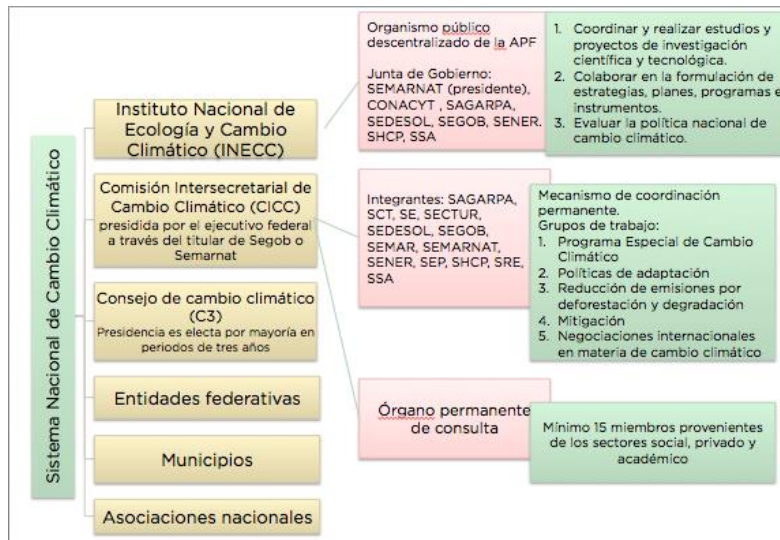 Sistema Nacional de Cambio Climático
Instituto Nacional de
Ecología y Cambio
Climático (INECC)
Organismo público
descentralizado de la APF
Junta de Gobierno:
SEMARNAT (presidente),
CONACYT , SAGARPA,
SEDESOL, SEGOB, SENER.
SHCP, SSA
1. Coordinar y realizar estudios y
proyectos de investigación
científica y tecnológica.
2. Colaborar en la formulación de
estrategias, planes, programas e
instrumentos.
3. Evaluar la política nacional de
cambio climático.
Comisión Intersecretarial de
Cambio Climático (CICC)
presidida por el ejecutivo federal
a través del titular de Segob o
Semarnat
Integrantes: SAGARPA,
SCT, SE, SECTUR,
SEDESOL, SEGOB,
SEMAR, SEMARNAT,
SENER, SEP, SHCP, SRE,
SSA
Mecanismo de coordinación
permanente.
Grupos de trabajo:
1. Programa Especial de Cambio
Climático
2. Políticas de adaptación
3. Reducción de emisiones por
deforestación y degradación
4. Mitigación
5. Negociaciones internacionales
en materia de cambio climático
Consejo de cambio climático
(C3)
Presidencia es electa por mayoría en
periodos de tres años
Órgano permanente
de consulta
Mínimo 15 miembros provenientes
de los sectores social, privado y
académico
Entidades federativas
Municipios
Asociaciones nacionales